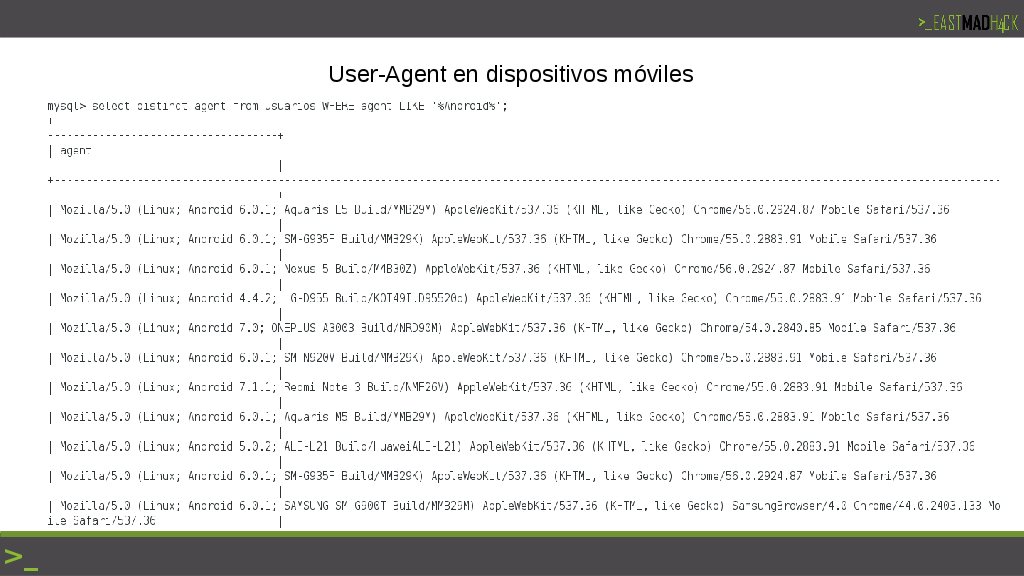 >_EASTMADH4CK
User-Agent en dispositivos móviles
mysql> select distinct agent from usuarios WHERE agent LIKE '%Android%';
+
------------------------------------+
| agent
|
+----------------------------------------------------------------------------------------------------------------------------------------------------
+
| Mozilla/5.0 (Linux; Android 6.0.1; Aquaris E5 Build/MMB29M) AppleWebKit/537.36 (KHTML, like Gecko) Chrome/56.0.2924.87 Mobile Safari/537.36
|
| Mozilla/5.0 (Linux; Android 6.0.1; SM-G935F Build/MMB29K) AppleWebKit/537.36 (KHTML, like Gecko) Chrome/55.0.2883.91 Mobile Safari/537.36
|
| Mozilla/5.0 (Linux; Android 6.0.1; Nexus 5 Build/M4B30Z) AppleWebKit/537.36 (KHTML, like Gecko) Chrome/56.0.2924.87 Mobile Safari/537.36
|
| Mozilla/5.0 (Linux; Android 4.4.2; LG-D955 Build/KOT49I.D95520c) AppleWebKit/537.36 (KHTML, like Gecko) Chrome/55.0.2883.91 Mobile Safari/537.36
|
| Mozilla/5.0 (Linux; Android 7.0; ONEPLUS A3003 Build/NRD90M) AppleWebKit/537.36 (KHTML, like Gecko) Chrome/54.0.2840.85 Mobile Safari/537.36
|
| Mozilla/5.0 (Linux; Android 6.0.1; SM-N920V Build/MMB29K) AppleWebKit/537.36 (KHTML, like Gecko) Chrome/55.0.2883.91 Mobile Safari/537.36
|
| Mozilla/5.0 (Linux; Android 7.1.1; Redmi Note 3 Build/NMF26V) AppleWebKit/537.36 (KHTML, like Gecko) Chrome/55.0.2883.91 Mobile Safari/537.36
|
| Mozilla/5.0 (Linux; Android 6.0.1; Aquaris M5 Build/MMB29M) AppleWebKit/537.36 (KHTML, like Gecko) Chrome/55.0.2883.91 Mobile Safari/537.36
|
| Mozilla/5.0 (Linux; Android 5.0.2; ALE-L21 Build/HuaweiALE-L21) AppleWebKit/537.36 (KHTML, like Gecko) Chrome/55.0.2883.91 Mobile Safari/537.36
|
| Mozilla/5.0 (Linux; Android 6.0.1; SM-G935F Build/MMB29K) AppleWebKit/537.36 (KHTML, like Gecko) Chrome/56.0.2924.87 Mobile Safari/537.36
|
| Mozilla/5.0 (Linux; Android 6.0.1; SAMSUNG SM-G900T Build/MMB29M) AppleWebKit/537.36 (KHTML, like Gecko) SamsungBrowser/4.0 Chrome/44.0.2403.133 Mo
ile Safari/537.36 |
>_